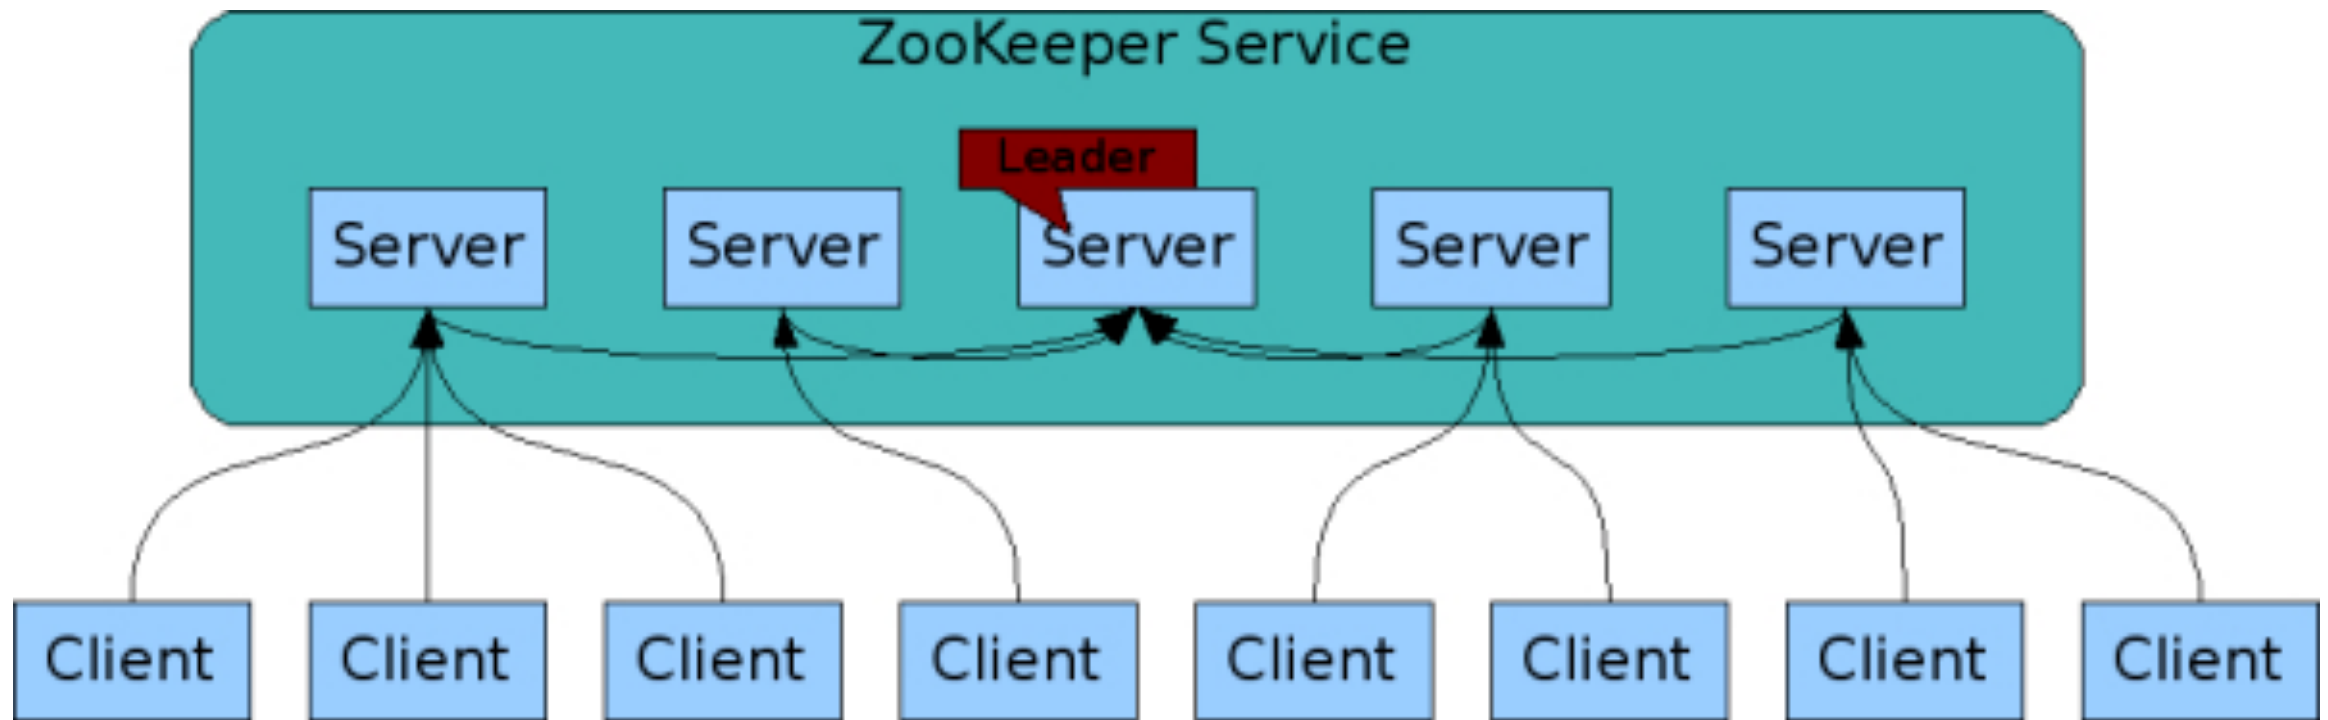 ZooKeeper Service
Leader
Server Server Server Server Server
Client Client Client Client Client Client Client Client